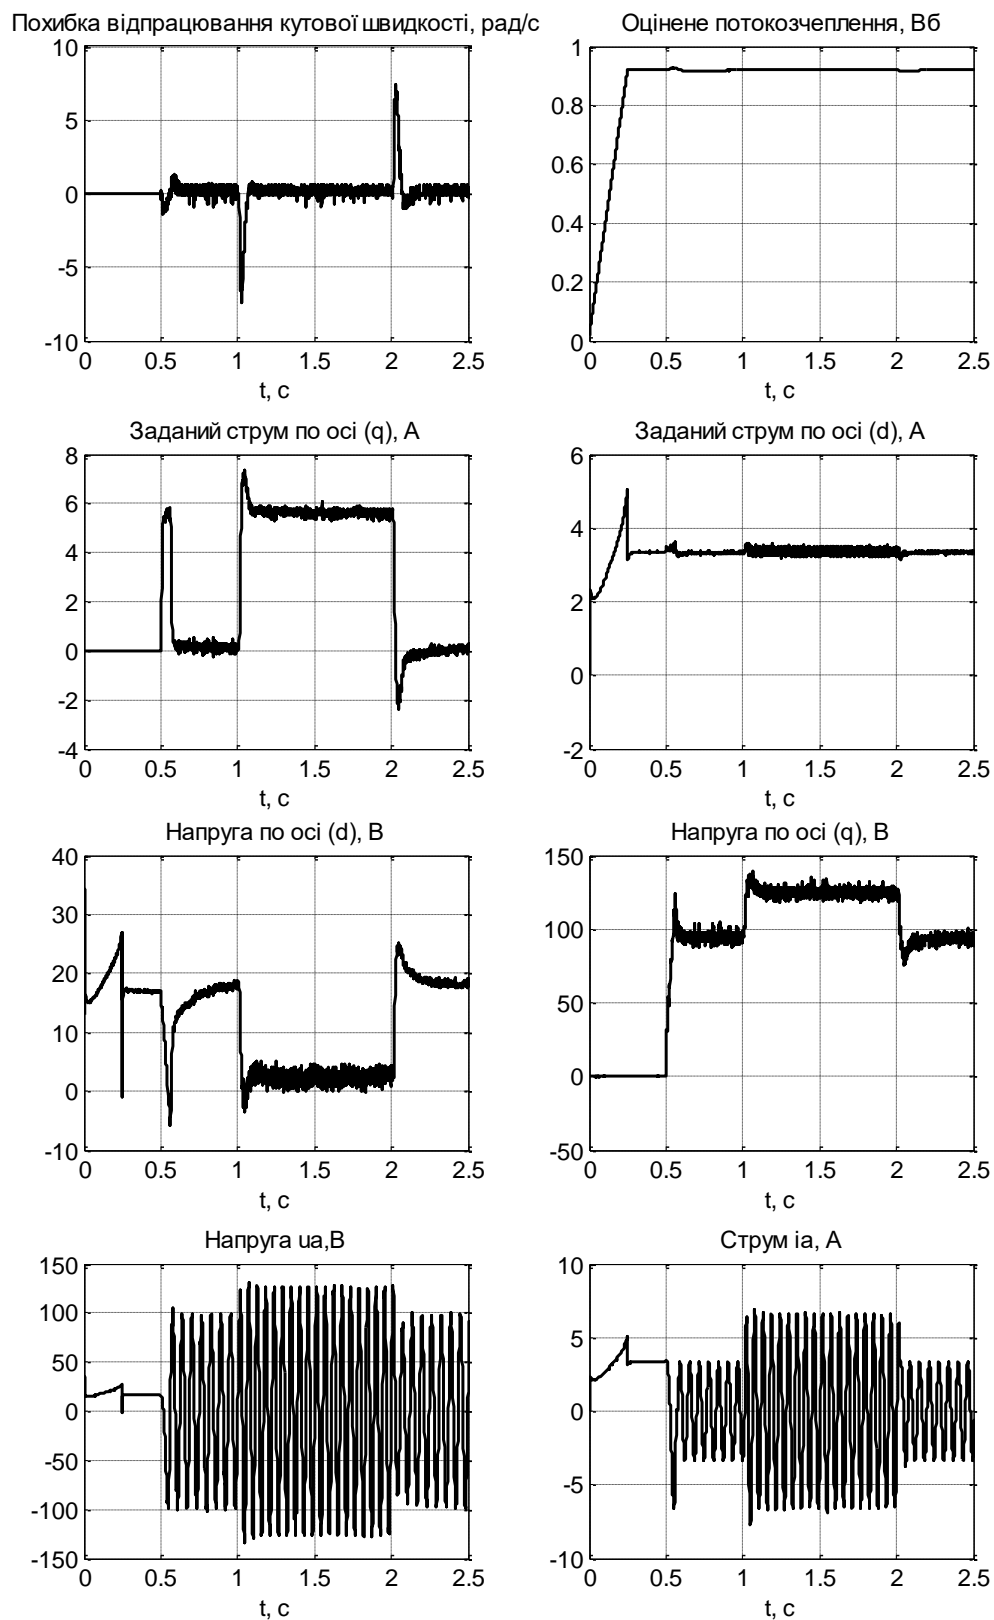 Похибка відпрацювання кутової швидкості, рад/с
10
5
0
-5
-10
0 0.5 1 1.5 2 2.5
t, c
Оцінене потокозчеплення, Вб
1
0.8
0.6
0.4
0.2
0
0 0.5 1 1.5 2 2.5
t, c
Заданий струм по осі (q), А
8
6
4
2
0
-2
-4
0 0.5 1 1.5 2 2.5
t, c
Заданий струм по осі (d), А
6
4
2
0
-2
0 0.5 1 1.5 2 2.5
t, c
Напруга по осі (d), В
40
30
20
10
0
-10
0 0.5 1 1.5 2 2.5
t, c
Напруга по осі (q), В
150
100
50
0
-50
0 0.5 1 1.5 2 2.5
t, c
Напруга ua,В
150
100
50
0
-50
-100
-150
0 0.5 1 1.5 2 2.5
t, c
Струм ia, А
10
5
0
-5
-10
0 0.5 1 1.5 2 2.5
t, c